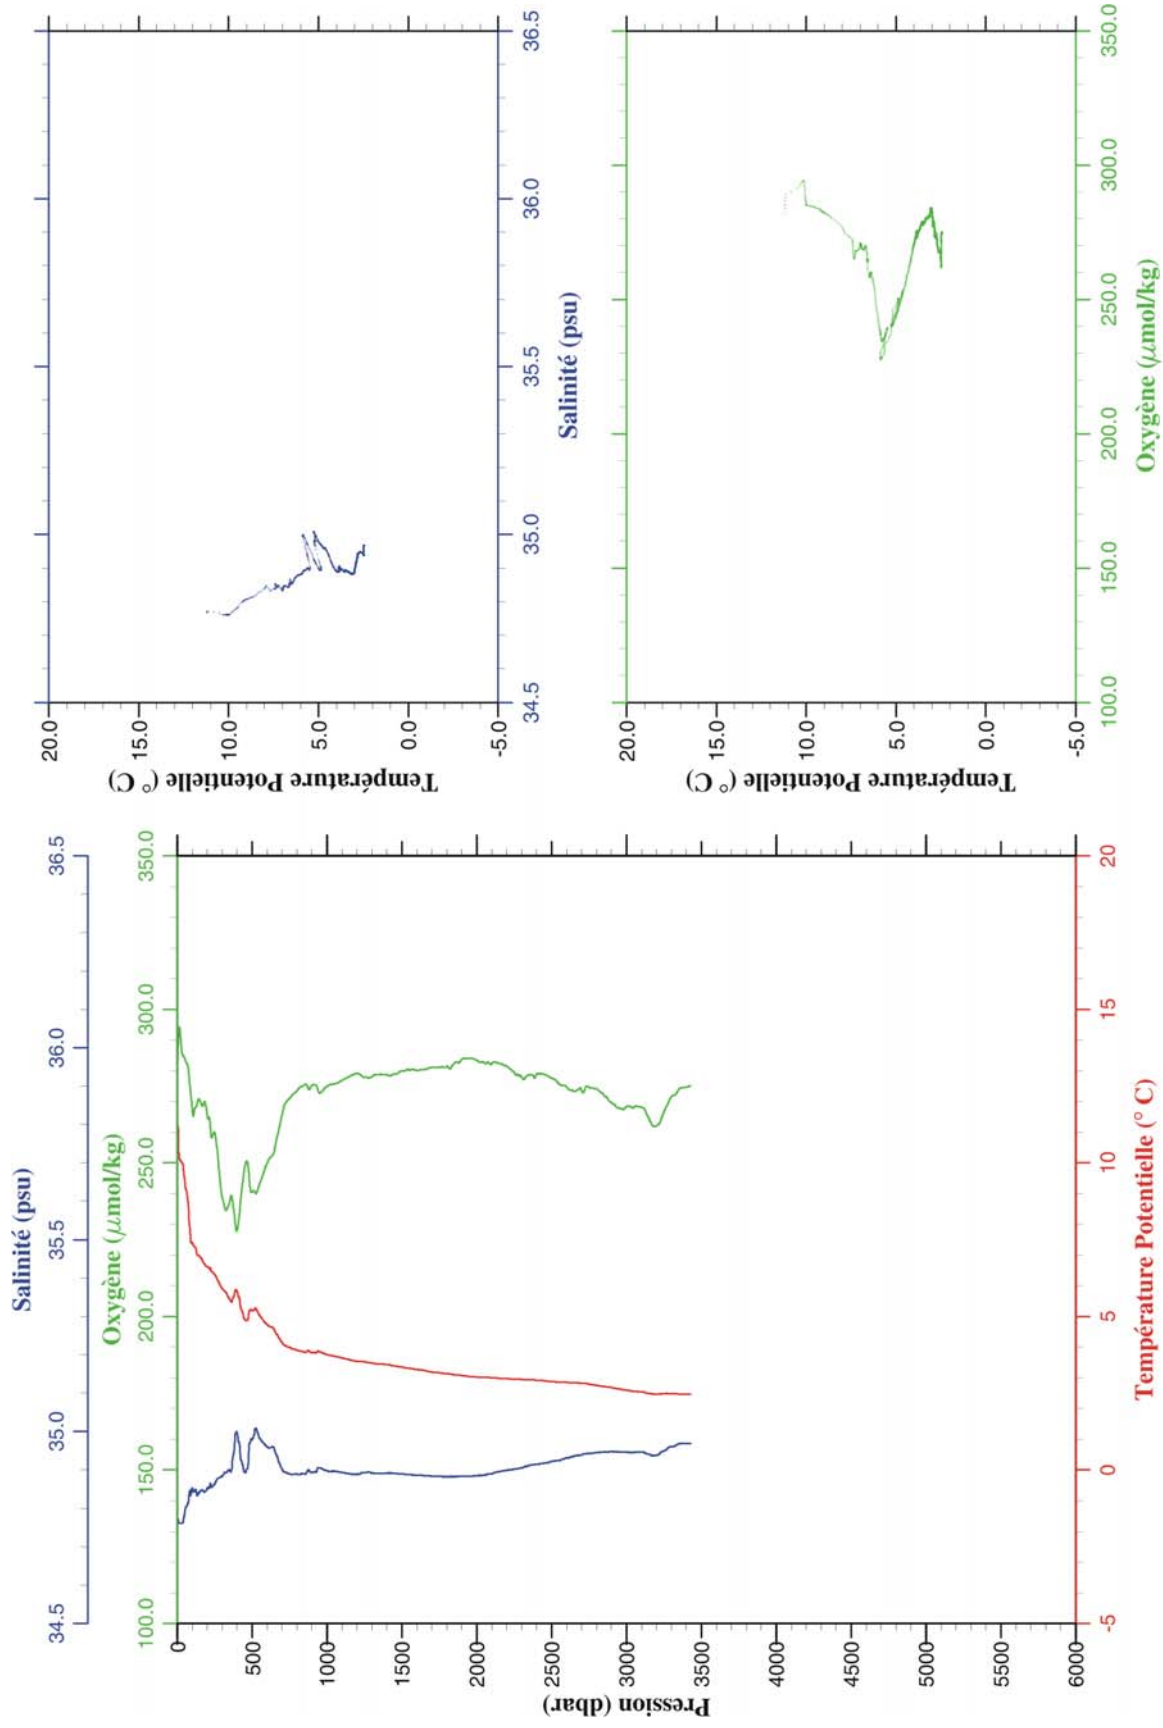 Salinité (psu)
34.5 35.0 35.5 36.0 36.5
Oxygène (μmol/kg)
100.0 150.0 200.0 250.0 300.0 350.0
Pression (dbar)
0
500
1000
1500
2000
2500
3000
3500
4000
4500
5000
5500
6000
-5 0 5 10 15 20
Température Potentielle (° C)
Température Potentielle (° C)
20.0
15.0
10.0
5.0
0.0
-5.0
34.5 35.0 35.5 36.0 36.5
Salinité (psu)
Température Potentielle (° C)
20.0
15.0
10.0
5.0
0.0
-5.0
100.0 150.0 200.0 250.0 300.0 350.0
Oxygène (μmol/kg)